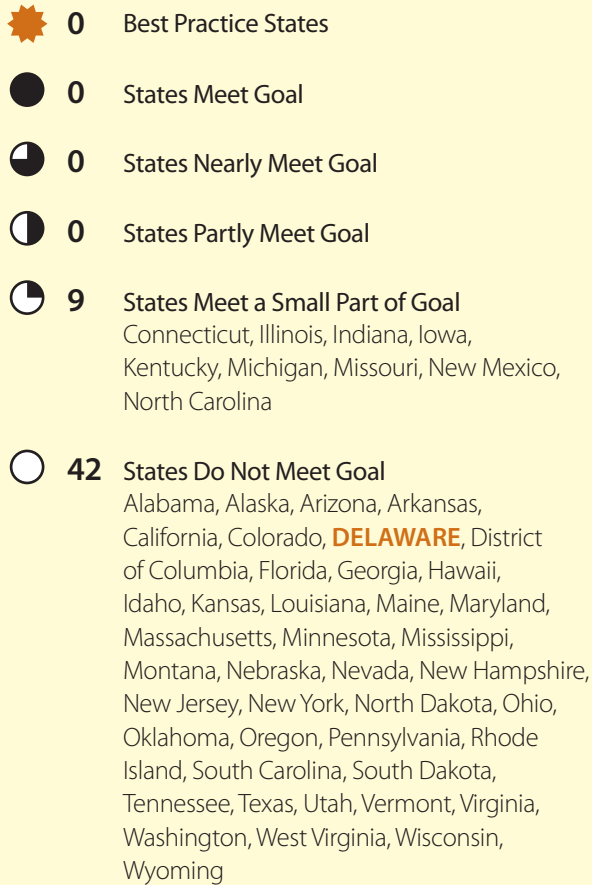 0 Best Practice States
0 States Meet Goal
0 States Nearly Meet Goal
0 States Partly Meet Goal
9 States Meet a Small Part of Goal
Connecticut, Illinois, Indiana, Iowa,
Kentucky, Michigan, Missouri, New Mexico,
North Carolina
42 States Do Not Meet Goal
Alabama, Alaska, Arizona, Arkansas,
California, Colorado, DELAWARE, District
of Columbia, Florida, Georgia, Hawaii,
Idaho, Kansas, Louisiana, Maine, Maryland,
Massachusetts, Minnesota, Mississippi,
Montana, Nebraska, Nevada, New Hampshire,
New Jersey, New York, North Dakota, Ohio,
Oklahoma, Oregon, Pennsylvania, Rhode
Island, South Carolina, South Dakota,
Tennessee, Texas, Utah, Vermont, Virginia,
Washington, West Virginia, Wisconsin,
Wyoming